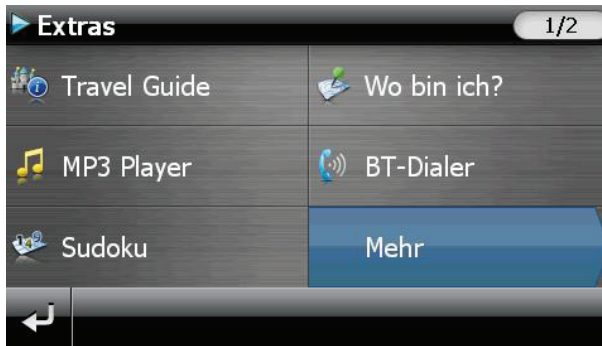 Extras
1/2
Travel Guide
Wo bin ich?
MP3 Player
BT-Dialer
Sudoku
Mehr